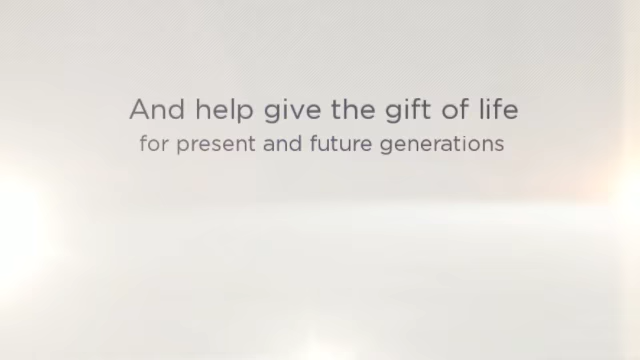 And help give the gift of life
for present and future generations